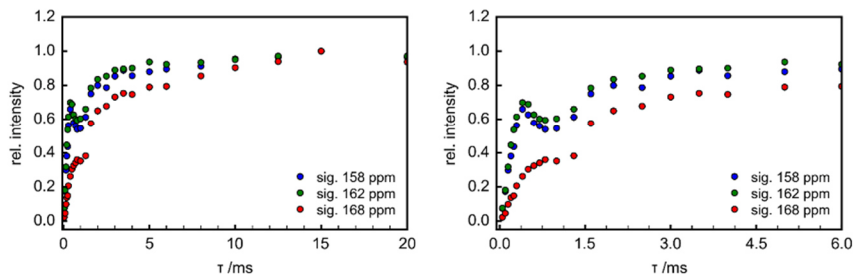 1.2
1.0
0.8
0.6
0.4
0.2
0.0
rel. intensity
sig. 158 ppm
sig. 162 ppm
sig. 168 ppm
0 5 10 15 20
τ /ms
1.2
1.0
0.8
0.6
0.4
0.2
0.0
rel. intensity
sig. 158 ppm
sig. 162 ppm
sig. 168 ppm
0.0 1.5 3.0 4.5 6.0
τ /ms